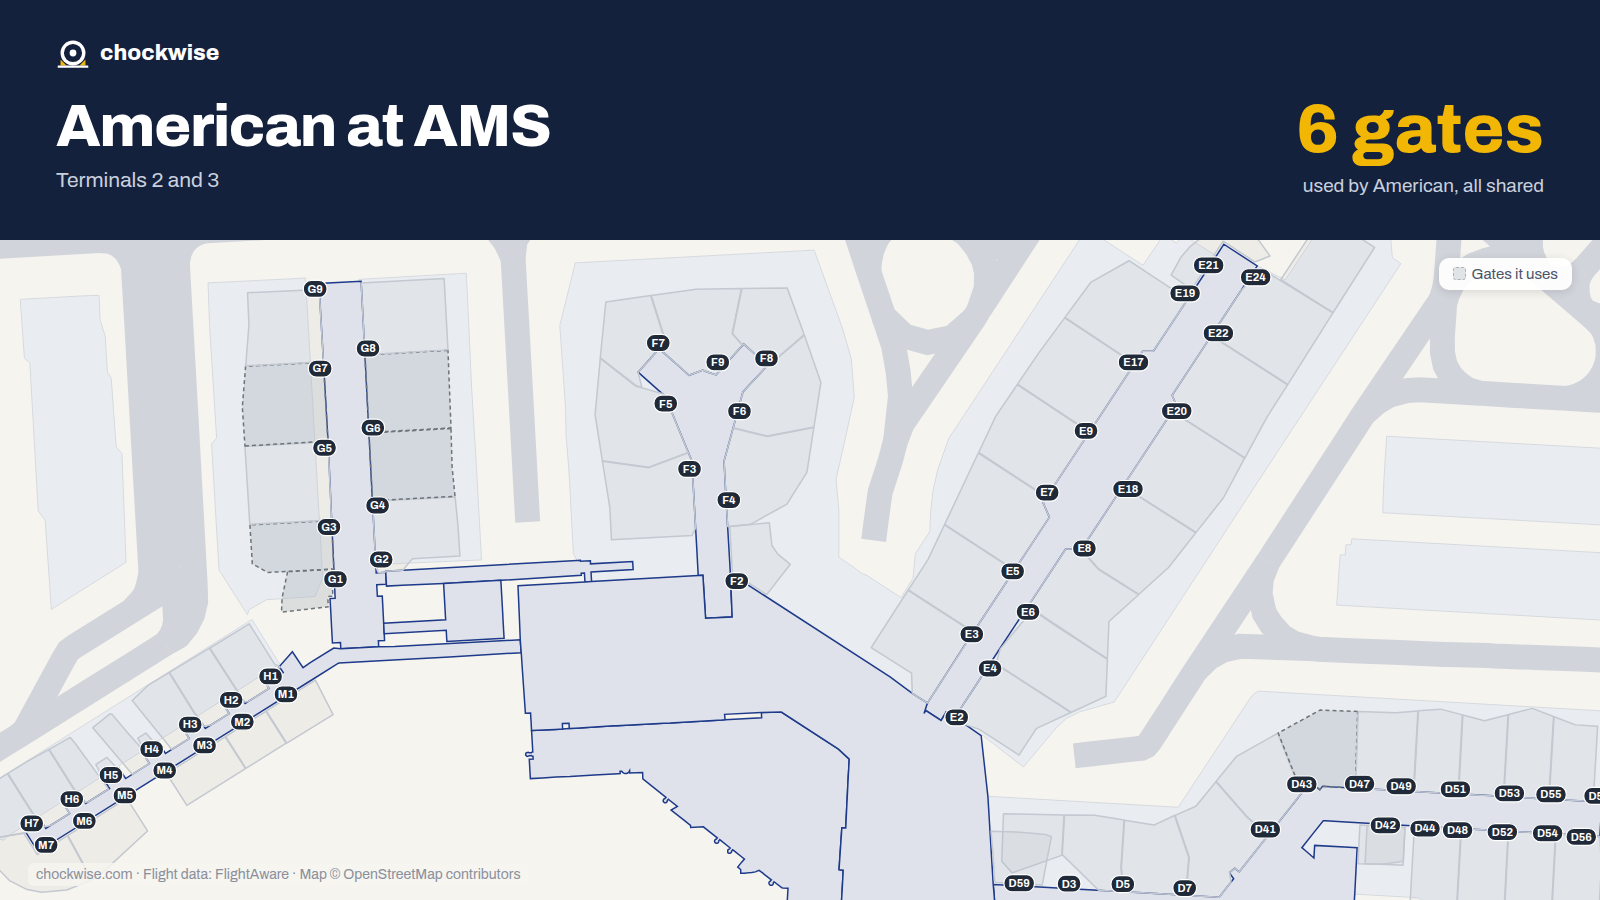 chockwise
American at AMS
Terminals 2 and 3
6 gates
used by American, all shared
Gates it uses
G9
G8
G7
G6
G5
G4
G3
G2
G1
F7
F9
F8
F5
F6
F3
F4
F2
E21
E24
E19
E22
E17
E20
E9
E7
E18
E8
E5
E6
E3
E4
E2
H1
M1
H2
M2
H3
M3
H4
M4
H5
M5
H6
M6
H7
M7
D43
D47
D49
D51
D53
D55
D41
D42
D44
D48
D52
D54
D56
D59
D3
D5
D7
chockwise.com · Flight data: FlightAware · Map © OpenStreetMap contributors